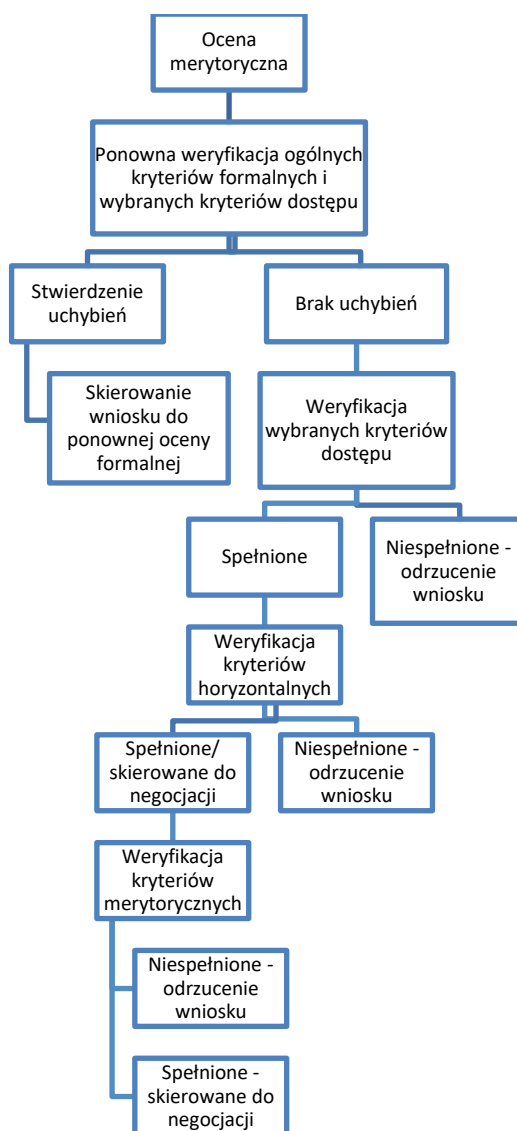 Ocena
merytoryczna
Ponowna weryfikacja ogólnych
kryteriów formalnych i
wybranych kryteriów dostępu
Stwierdzenie
uchybień
Brak uchybień
Skierowanie
wniosku do
ponownej oceny
formalnej
Weryfikacja
wybranych kryteriów
dostępu
Spełnione
Niespełnione -
odrzucenie
wniosku
Weryfikacja
kryteriów
horyzontalnych
Spełnione/
skierowane do
negocjacji
Niespełnione -
odrzucenie
wniosku
Weryfikacja
kryteriów
merytorycznych
Niespełnione -
odrzucenie
wniosku
Spełnione -
skierowane do
negocjacji